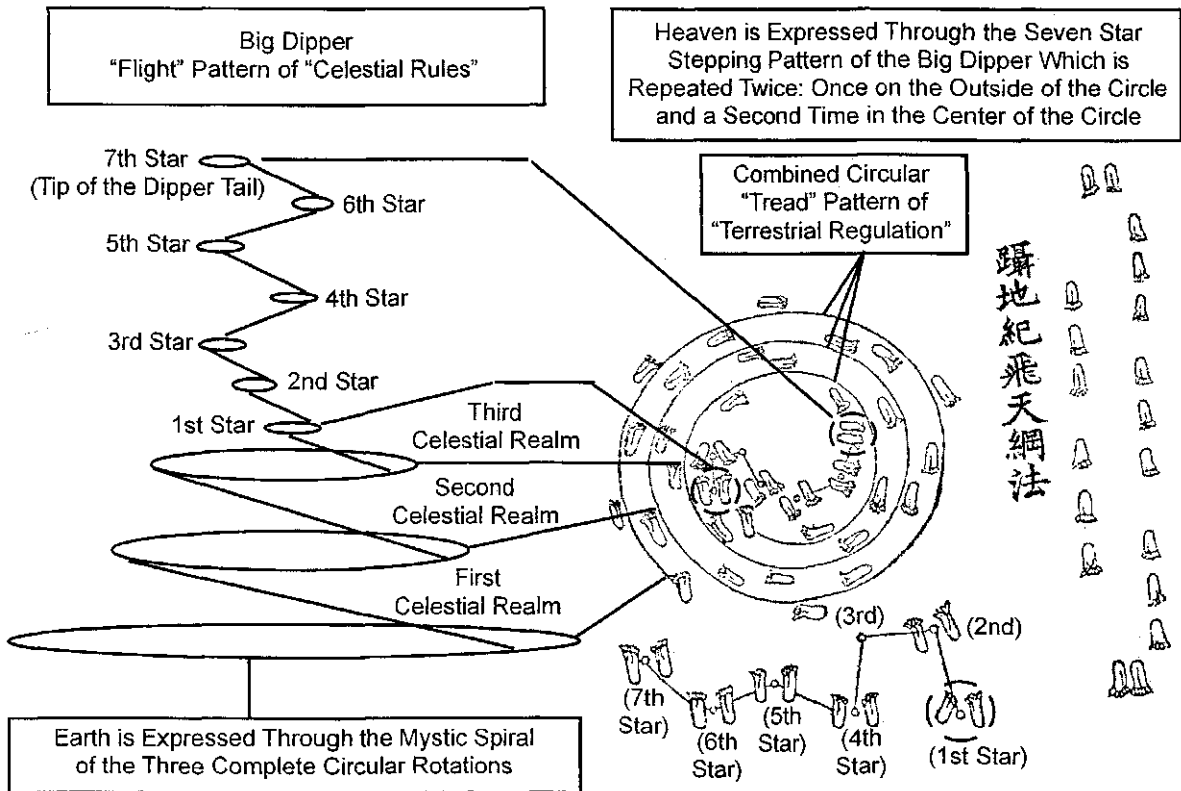 Big Dipper
“Flight” Pattern of “Celestial Rules”
Heaven is Expressed Through the Seven Star
Stepping Pattern of the Big Dipper Which is
Repeated Twice: Once on the Outside of the Circle
and a Second Time in the Center of the Circle
7th Star
(Tip of the Dipper Tail)
6th Star
5th Star
4th Star
3rd Star
2nd Star
1st Star
Third
Celestial Realm
Second
Celestial Realm
First
Celestial Realm
Combined Circular
“Tread” Pattern of
“Terrestrial Regulation”
躡地紀飛天綱法
(3rd)
(2nd)
(7th
Star)
(6th
Star)
(5th
Star)
(4th
Star)
(1st Star)
Earth is Expressed Through the Mystic Spiral
of the Three Complete Circular Rotations